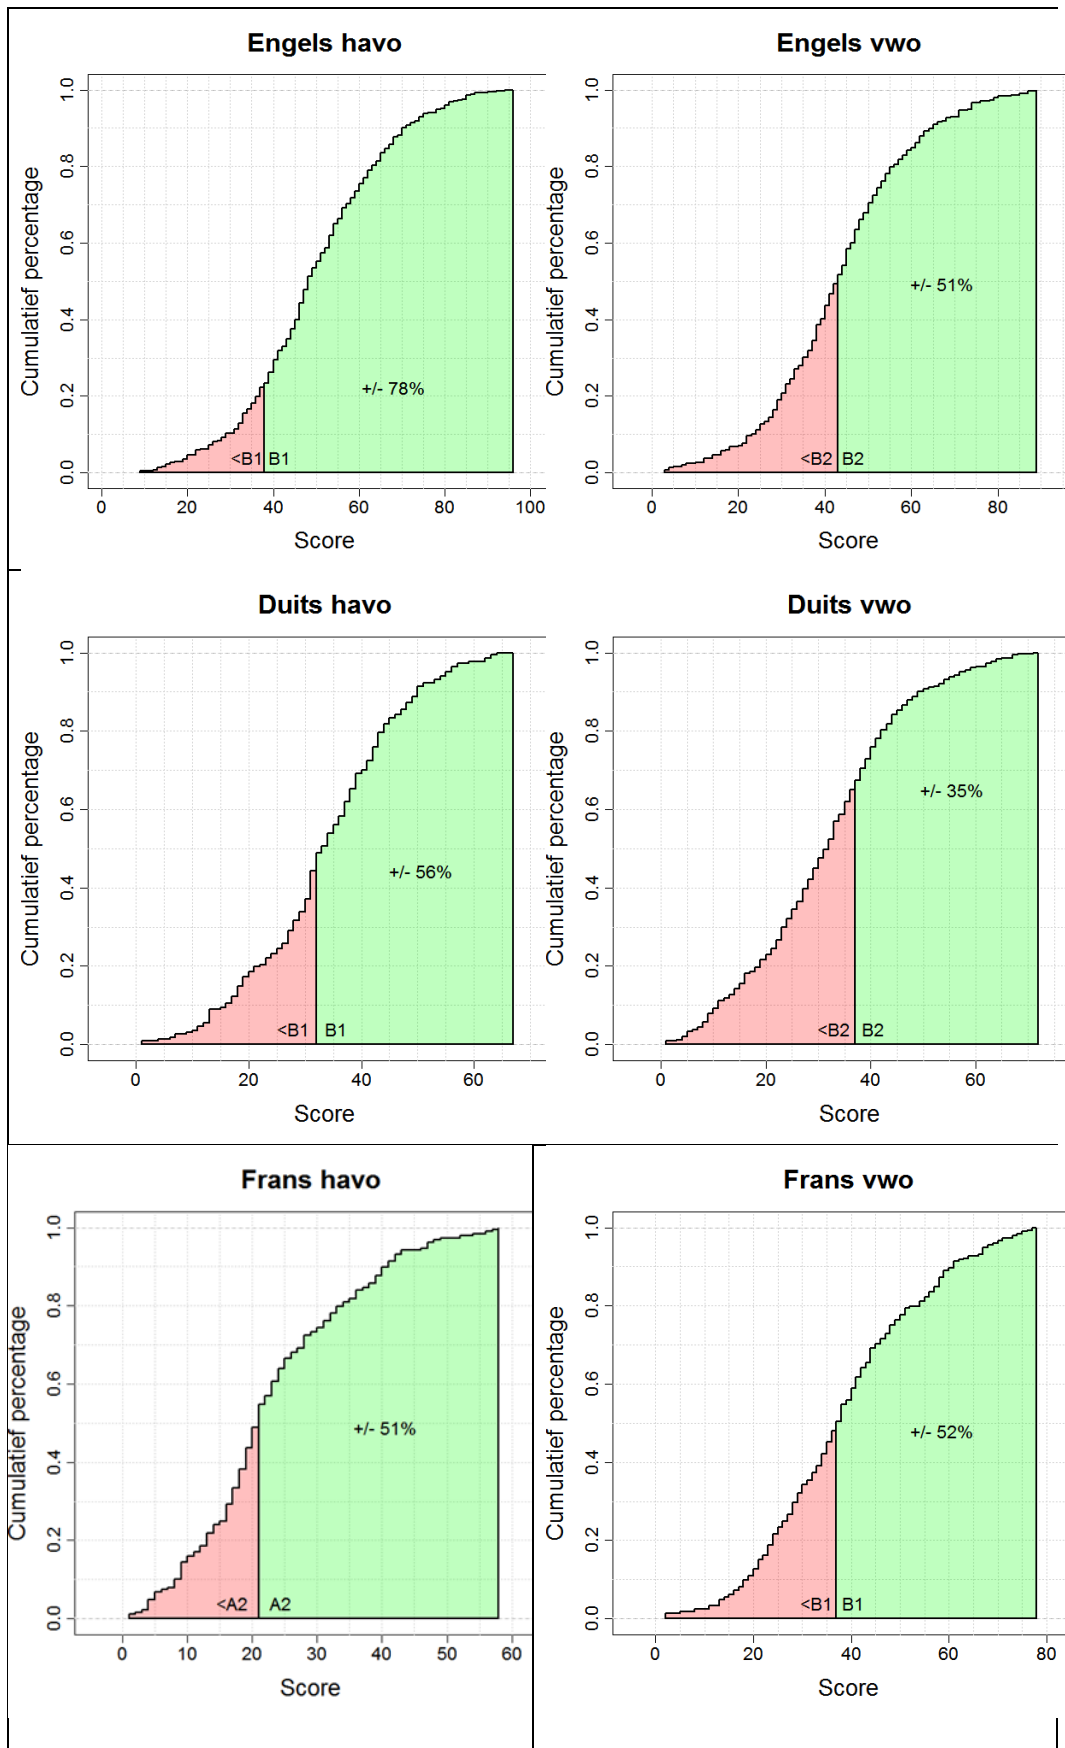 Engels havo
Cumulatief percentage
0.0 0.2 0.4 0.6 0.8 1.0
+/- 78%
<B1 B1
0 20 40 60 80 100
Score
Engels vwo
Cumulatief percentage
0.0 0.2 0.4 0.6 0.8 1.0
+/- 51%
<B2 B2
0 20 40 60 80
Score
Duits havo
Cumulatief percentage
0.0 0.2 0.4 0.6 0.8 1.0
+/- 56%
<B1 B1
0 20 40 60
Score
Duits vwo
Cumulatief percentage
0.0 0.2 0.4 0.6 0.8 1.0
+/- 35%
<B2 B2
0 20 40 60
Score
Frans havo
Cumulatief percentage
0.0 0.2 0.4 0.6 0.8 1.0
+/- 51%
<A2 A2
0 10 20 30 40 50 60
Score
Frans vwo
Cumulatief percentage
0.0 0.2 0.4 0.6 0.8 1.0
+/- 52%
<B1 B1
0 20 40 60 80
Score